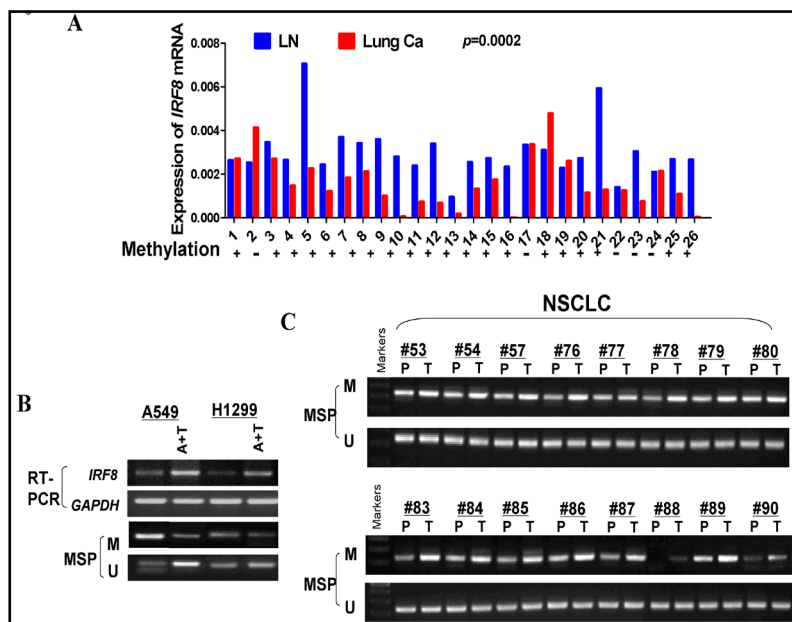 A
LN Lung Ca p=0.0002
Expression of IRF8 mRNA
0.008
0.006
0.004
0.002
0.000
1 2 3 4 5 6 7 8 9 10 11 12 13 14 15 16 17 18 19 20 21 22 23 24 25 26
Methylation + - + + + + + + + + + + + + + + - + + + + - - - + +
B
A549 H1299
A+T A+T
RT-PCR
IRF8
GAPDH
MSP
M
U
C
NSCLC
Markers
#53 #54 #57 #76 #77 #78 #79 #80
P T P T P T P T P T P T P T P T
MSP
M
U
Markers
#83 #84 #85 #86 #87 #88 #89 #90
P T P T P T P T P T P T P T P T
MSP
M
U